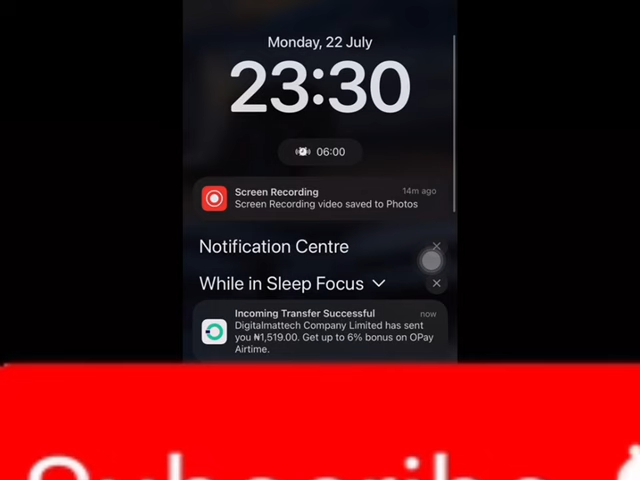 Monday, 22 July
23:30
06:00
Screen Recording
14m ago
Screen Recording video saved to Photos
Notification Centre
While in Sleep Focus
Incoming Transfer Successful
now
Digitalmattech Company Limited has sent
you ₦1,519.00. Get up to 6% bonus on OPay
Airtime.
Subscribe